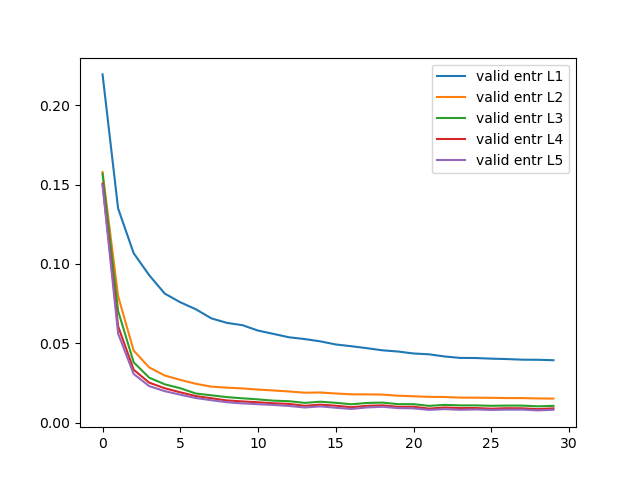 valid entr L1
valid entr L2
valid entr L3
valid entr L4
valid entr L5
0.20
0.15
0.10
0.05
0.00
0 5 10 15 20 25 30